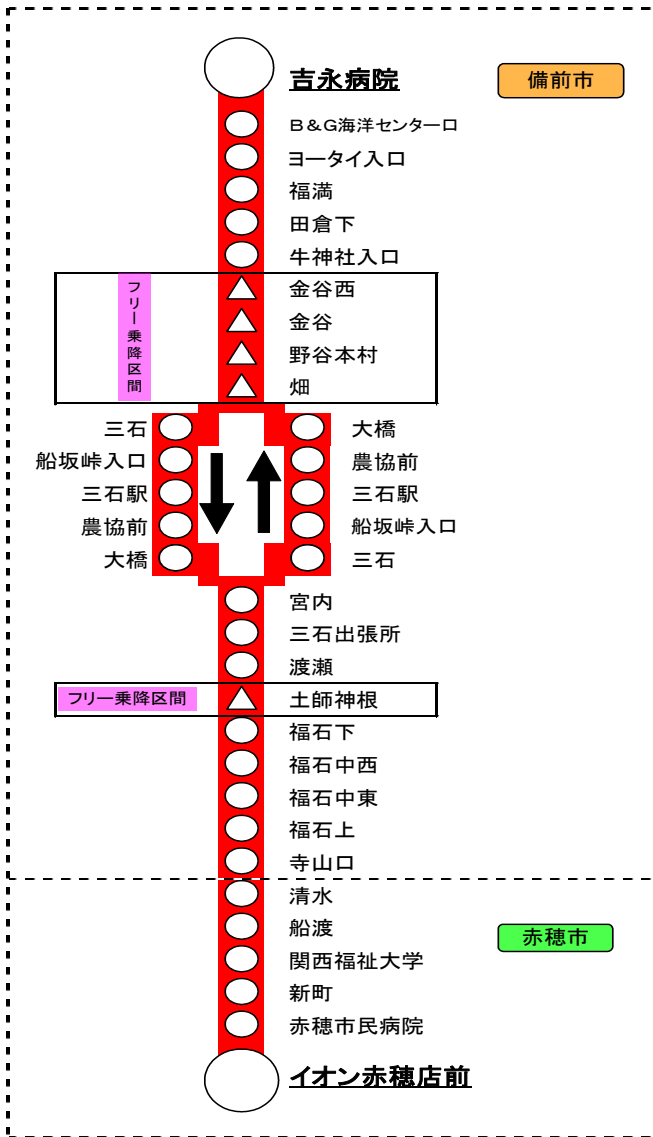 吉永病院
備前市
B&G海洋センター口
ヨータイ入口
福満
田倉下
牛神社入口
フリー乗降区間
金谷西
金谷
野谷本村
畑
三石
大橋
船坂峠入口
農協前
三石駅
三石駅
農協前
船坂峠入口
大橋
三石
宮内
三石出張所
渡瀬
フリー乗降区間
土師神根
福石下
福石中西
福石中東
福石上
寺山口
清水
船渡
赤穂市
関西福祉大学
新町
赤穂市民病院
イオン赤穂店前